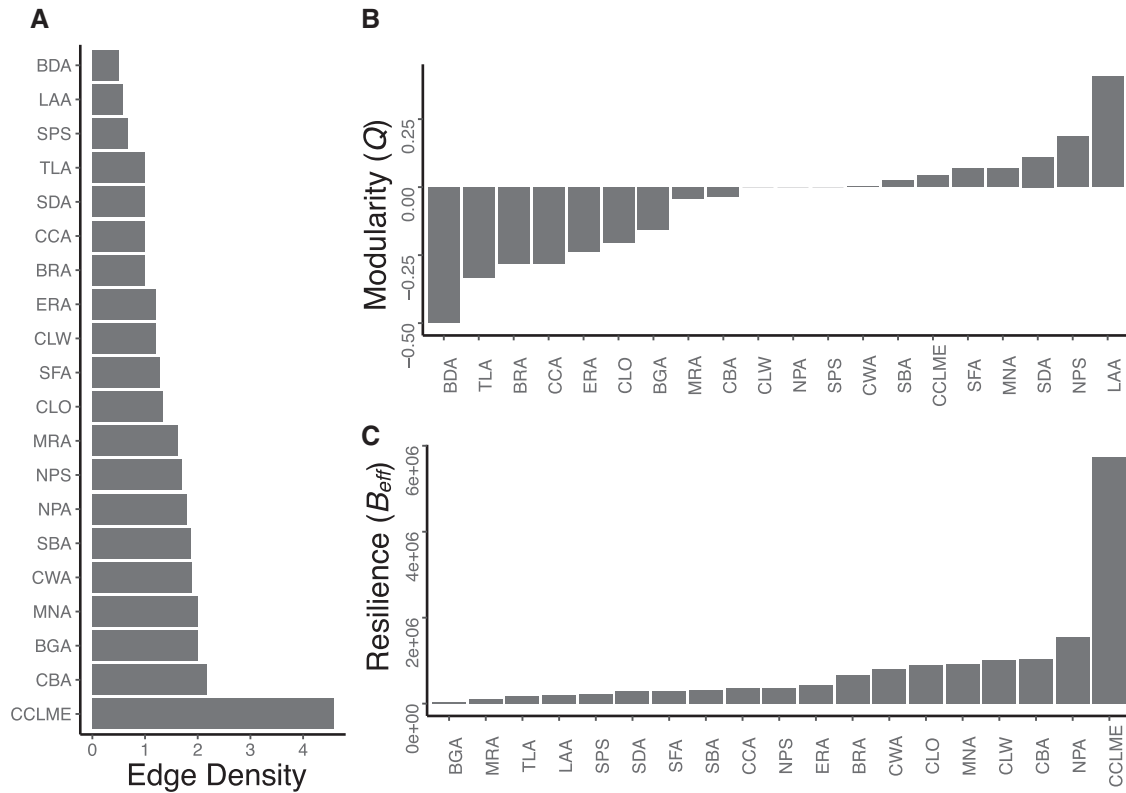 A
BDA
LAA
SPS
TLA
SDA
CCA
BRA
ERA
CLW
SFA
CLO
MRA
NPS
NPA
SBA
CWA
MNA
BGA
CBA
CCLME
0 1 2 3 4
Edge Density
B
Modularity (Q)
0.25
0.00
−0.25
−0.50
BDA TLA BRA CCA ERA CLO BGA MRA CBA CLW NPA SPS CWA SBA CCLME SFA MNA SDA NPS LAA
C
Resilience (Beff)
6e+06
4e+06
2e+06
0e+00
BGA MRA TLA LAA SPS SDA SFA SBA CCA NPS ERA BRA CWA CLO MNA CLW CBA NPA CCLME